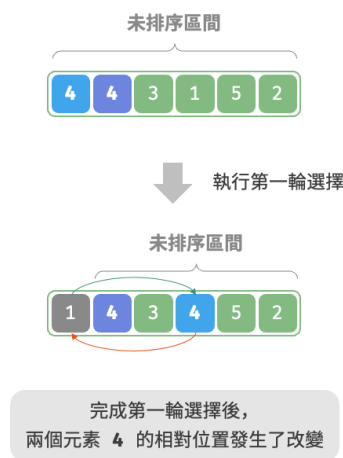 未排序區間
4 4 3 1 5 2
執行第一輪選擇
未排序區間
1 4 3 4 5 2
完成第一輪選擇後，
兩個元素 4 的相對位置發生了改變